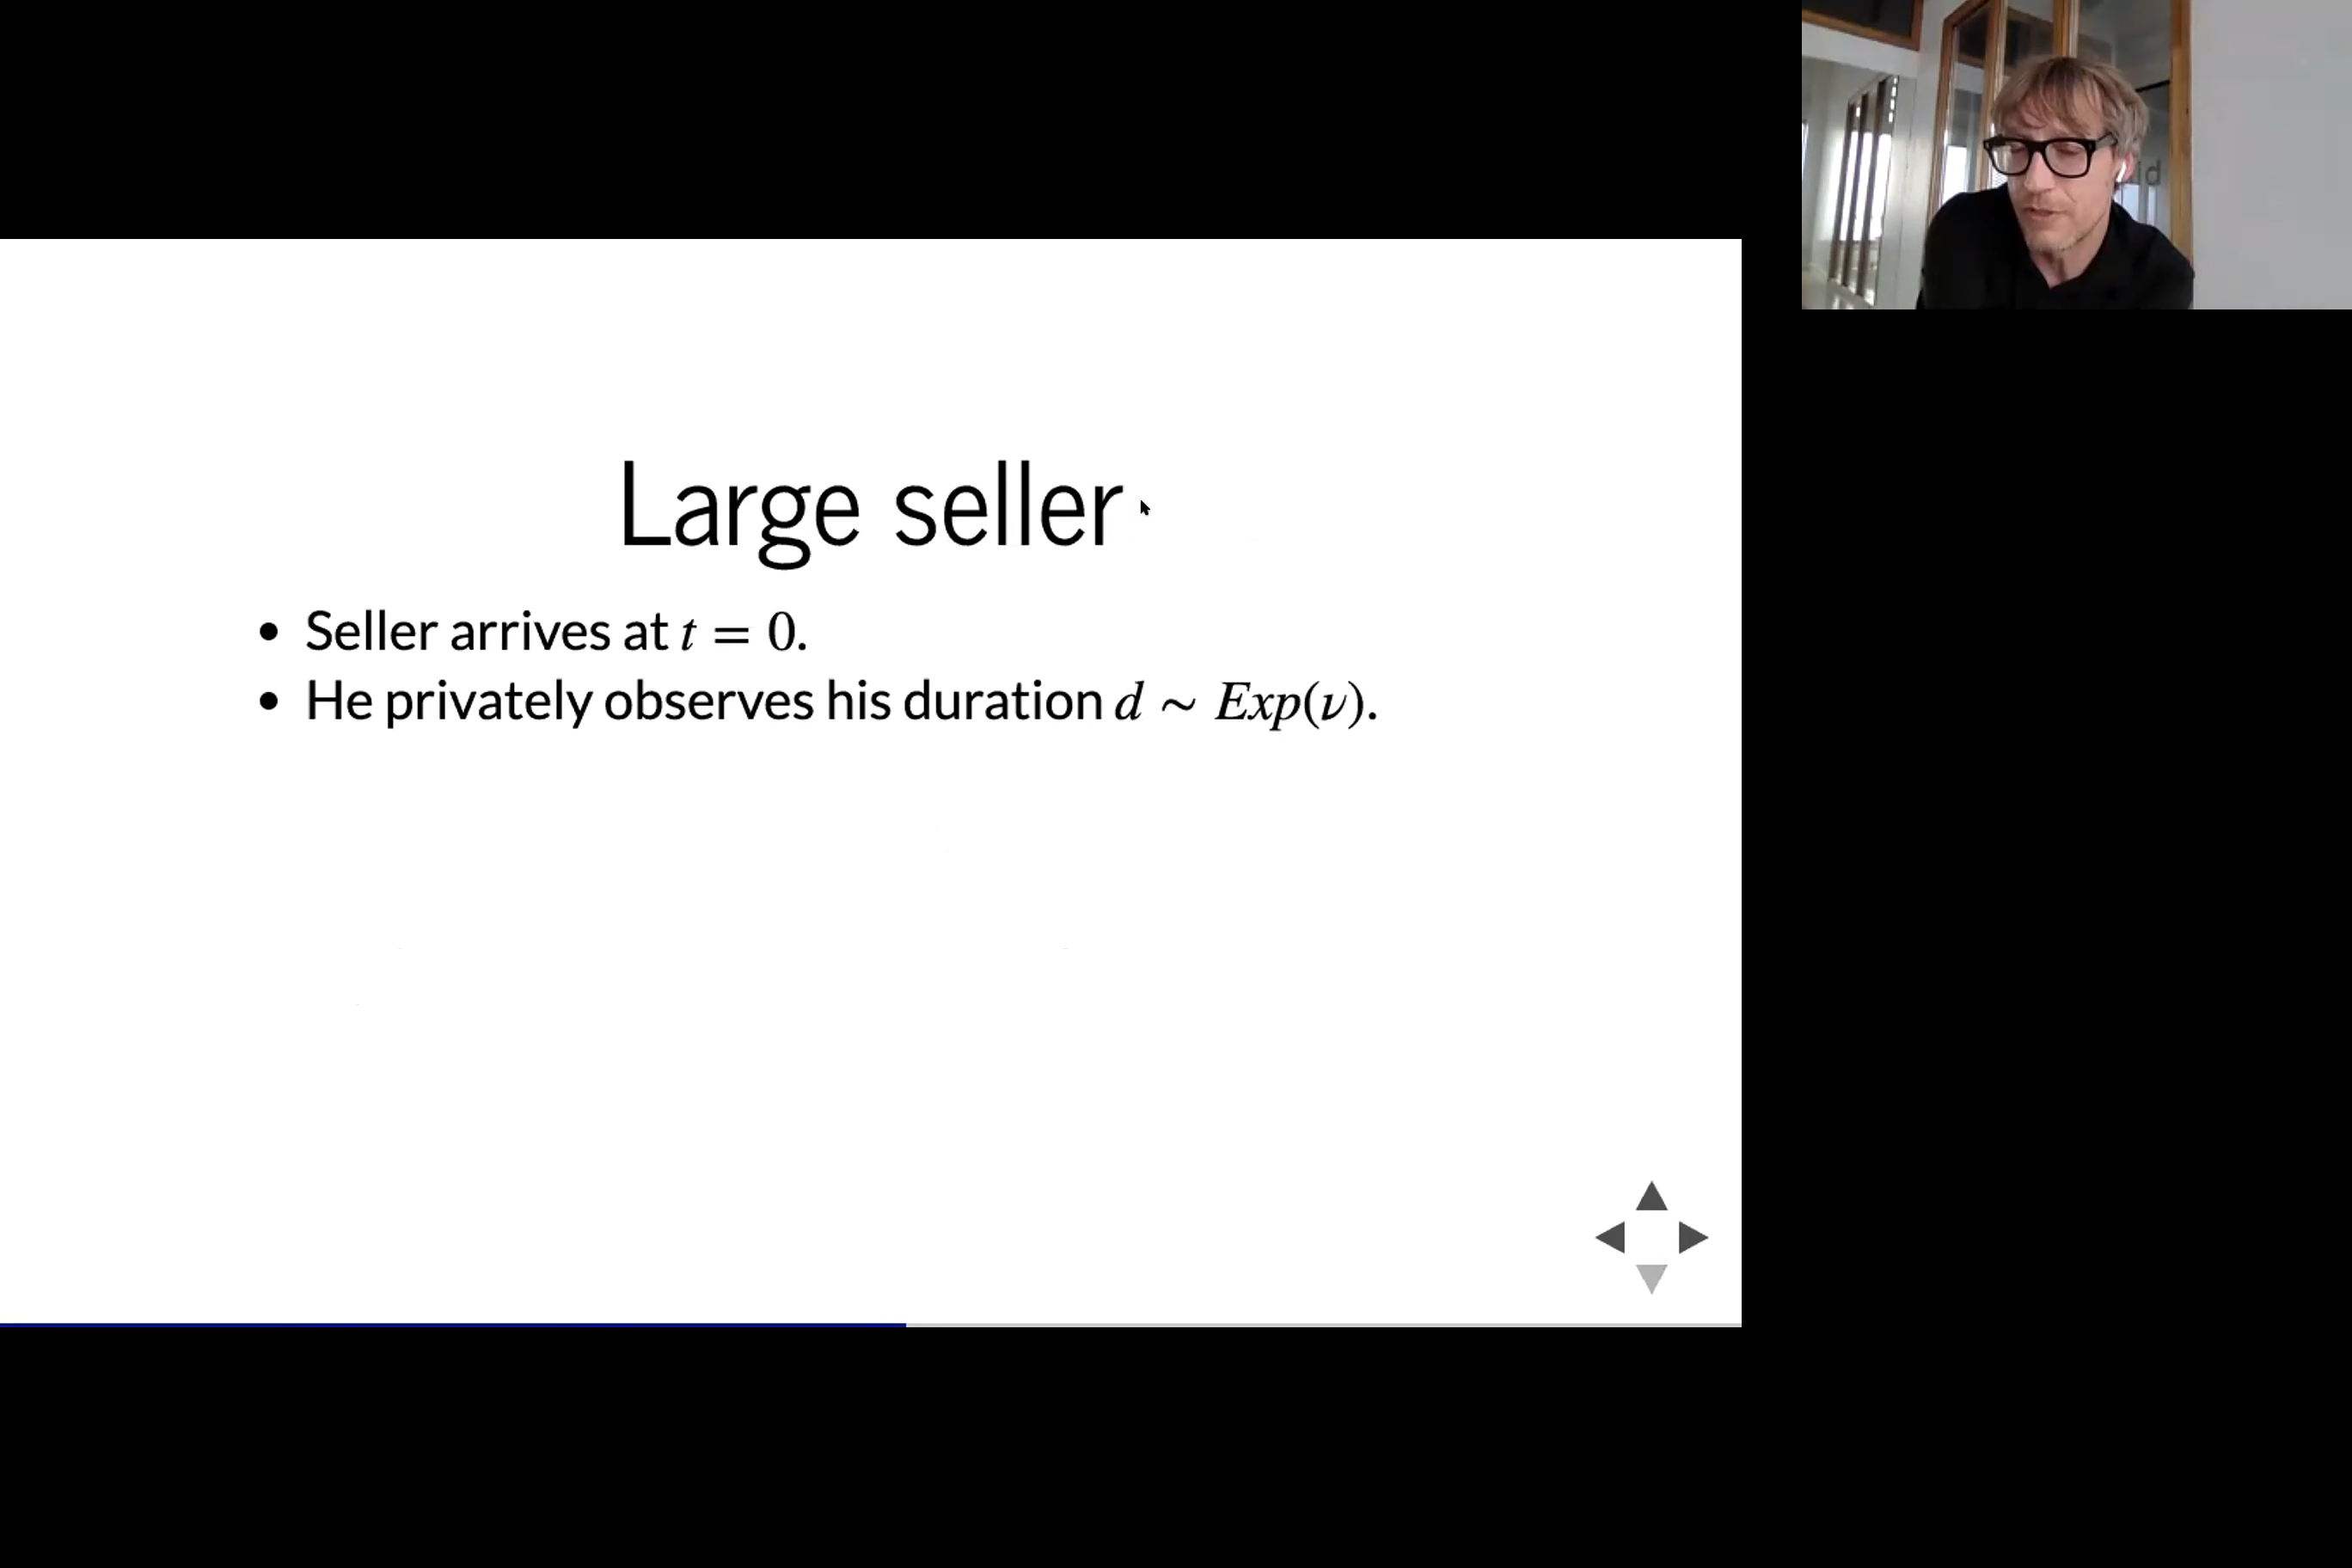 Large seller
• Seller arrives at t = 0.
• He privately observes his duration d ~ Exp(ν).